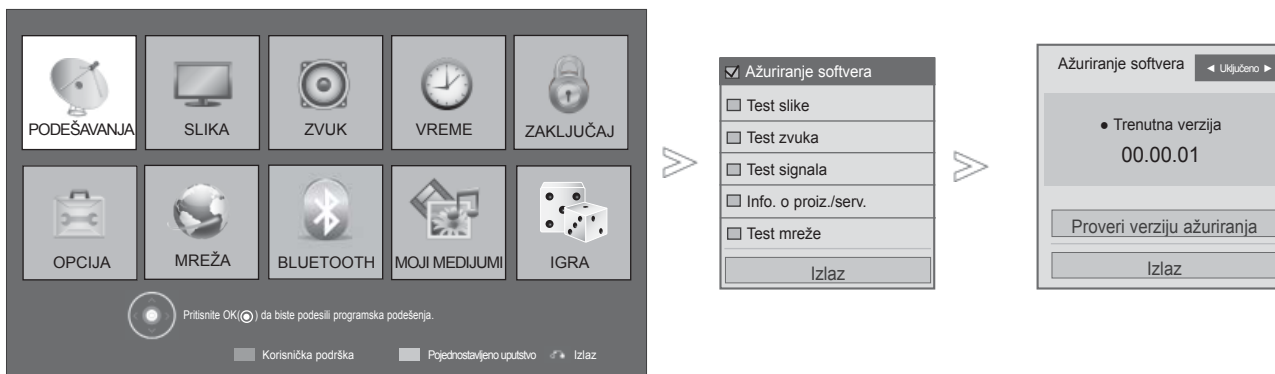 PODEŠAVANJA
SLIKA
ZVUK
VREME
ZAKLJUČAJ
OPCIJA
MREŽA
BLUETOOTH
MOJI MEDIJUMI
IGRA
Pritisnite OK( ) da biste podesili programska podešenja.
Korisnička podrška
Pojednostavljeno uputstvo
Izlaz
Ažuriranje softvera
Test slike
Test zvuka
Test signala
Info. o proiz./serv.
Test mreže
Izlaz
Ažuriranje softvera
◄ Uključeno ►
● Trenutna verzija
00.00.01
Proveri verziju ažuriranja
Izlaz